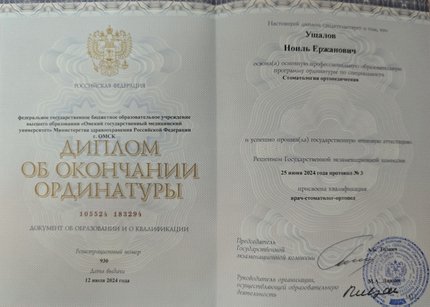 РОССИЙСКАЯ ФЕДЕРАЦИЯ
федеральное государственное бюджетное образовательное учреждение
высшего образования «Омский государственный медицинский
университет» Министерства здравоохранения Российской Федерации
г. ОМСК
ДИПЛОМ
ОБ ОКОНЧАНИИ
ОРДИНАТУРЫ
105524 183294
ДОКУМЕНТ ОБ ОБРАЗОВАНИИ И О КВАЛИФИКАЦИИ
Регистрационный номер
930
Дата выдачи
12 июля 2024 года
Настоящий диплом свидетельствует о том, что
Ушалов
Ноиль Ержанович
освоил(а) основную профессиональную образовательную
программу ординатуры по специальности
Стоматология ортопедическая
и успешно прошёл(ла) государственную итоговую аттестацию
Решением Государственной экзаменационной комиссии
25 июня 2024 года протокол № 3
присвоена квалификация
врач-стоматолог-ортопед
Председатель
Государственной
экзаменационной комиссии
Руководитель организации,
осуществляющей образовательную
деятельность
М.А.